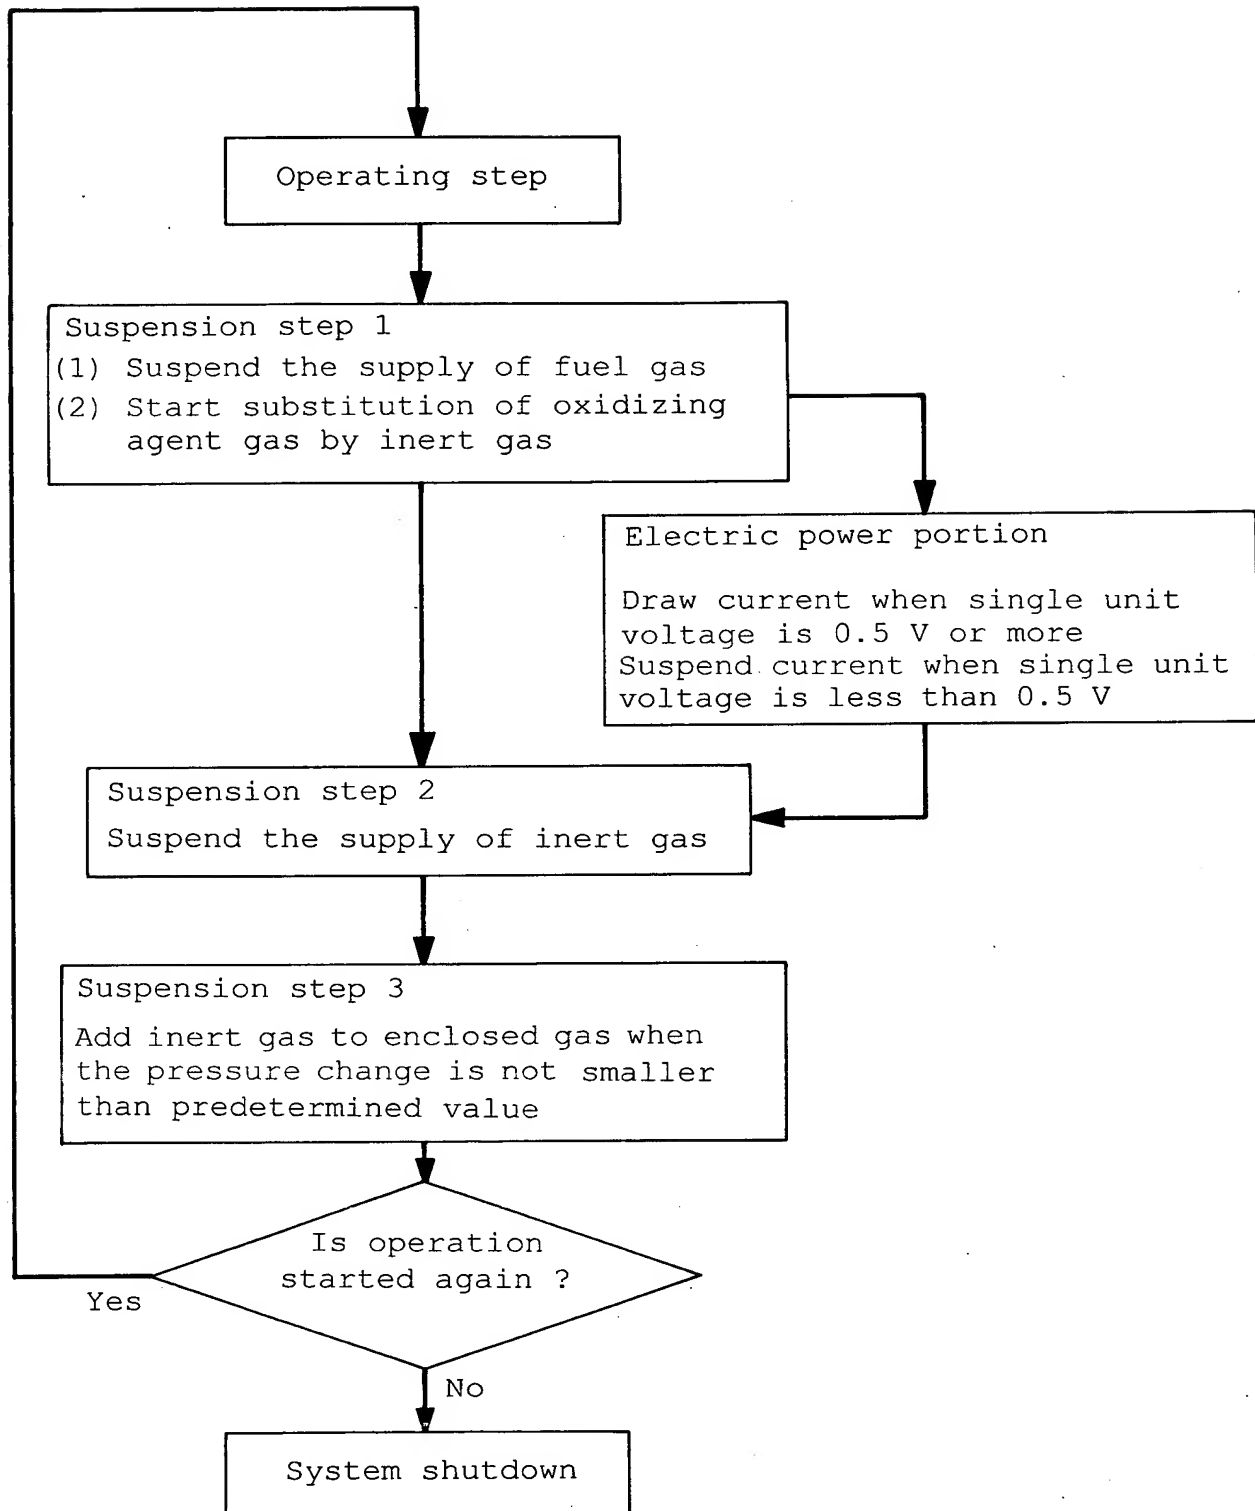 Operating step
Suspension step 1
(1) Suspend the supply of fuel gas
(2) Start substitution of oxidizing
agent gas by inert gas
Electric power portion
Draw current when single unit
voltage is 0.5 V or more
Suspend current when single unit
voltage is less than 0.5 V
Suspension step 2
Suspend the supply of inert gas
Suspension step 3
Add inert gas to enclosed gas when
the pressure change is not smaller
than predetermined value
Is operation
started again ?
Yes
No
System shutdown